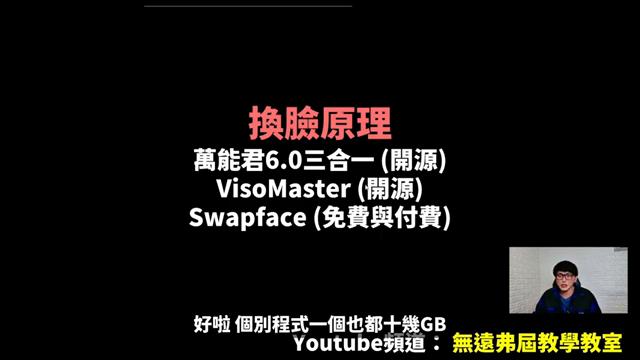 換臉原理
萬能君6.0三合一 (開源)
VisoMaster (開源)
Swapface (免費與付費)
好啦 個別程式一個也都十幾GB
Youtube頻道： 無遠弗屆教學教室